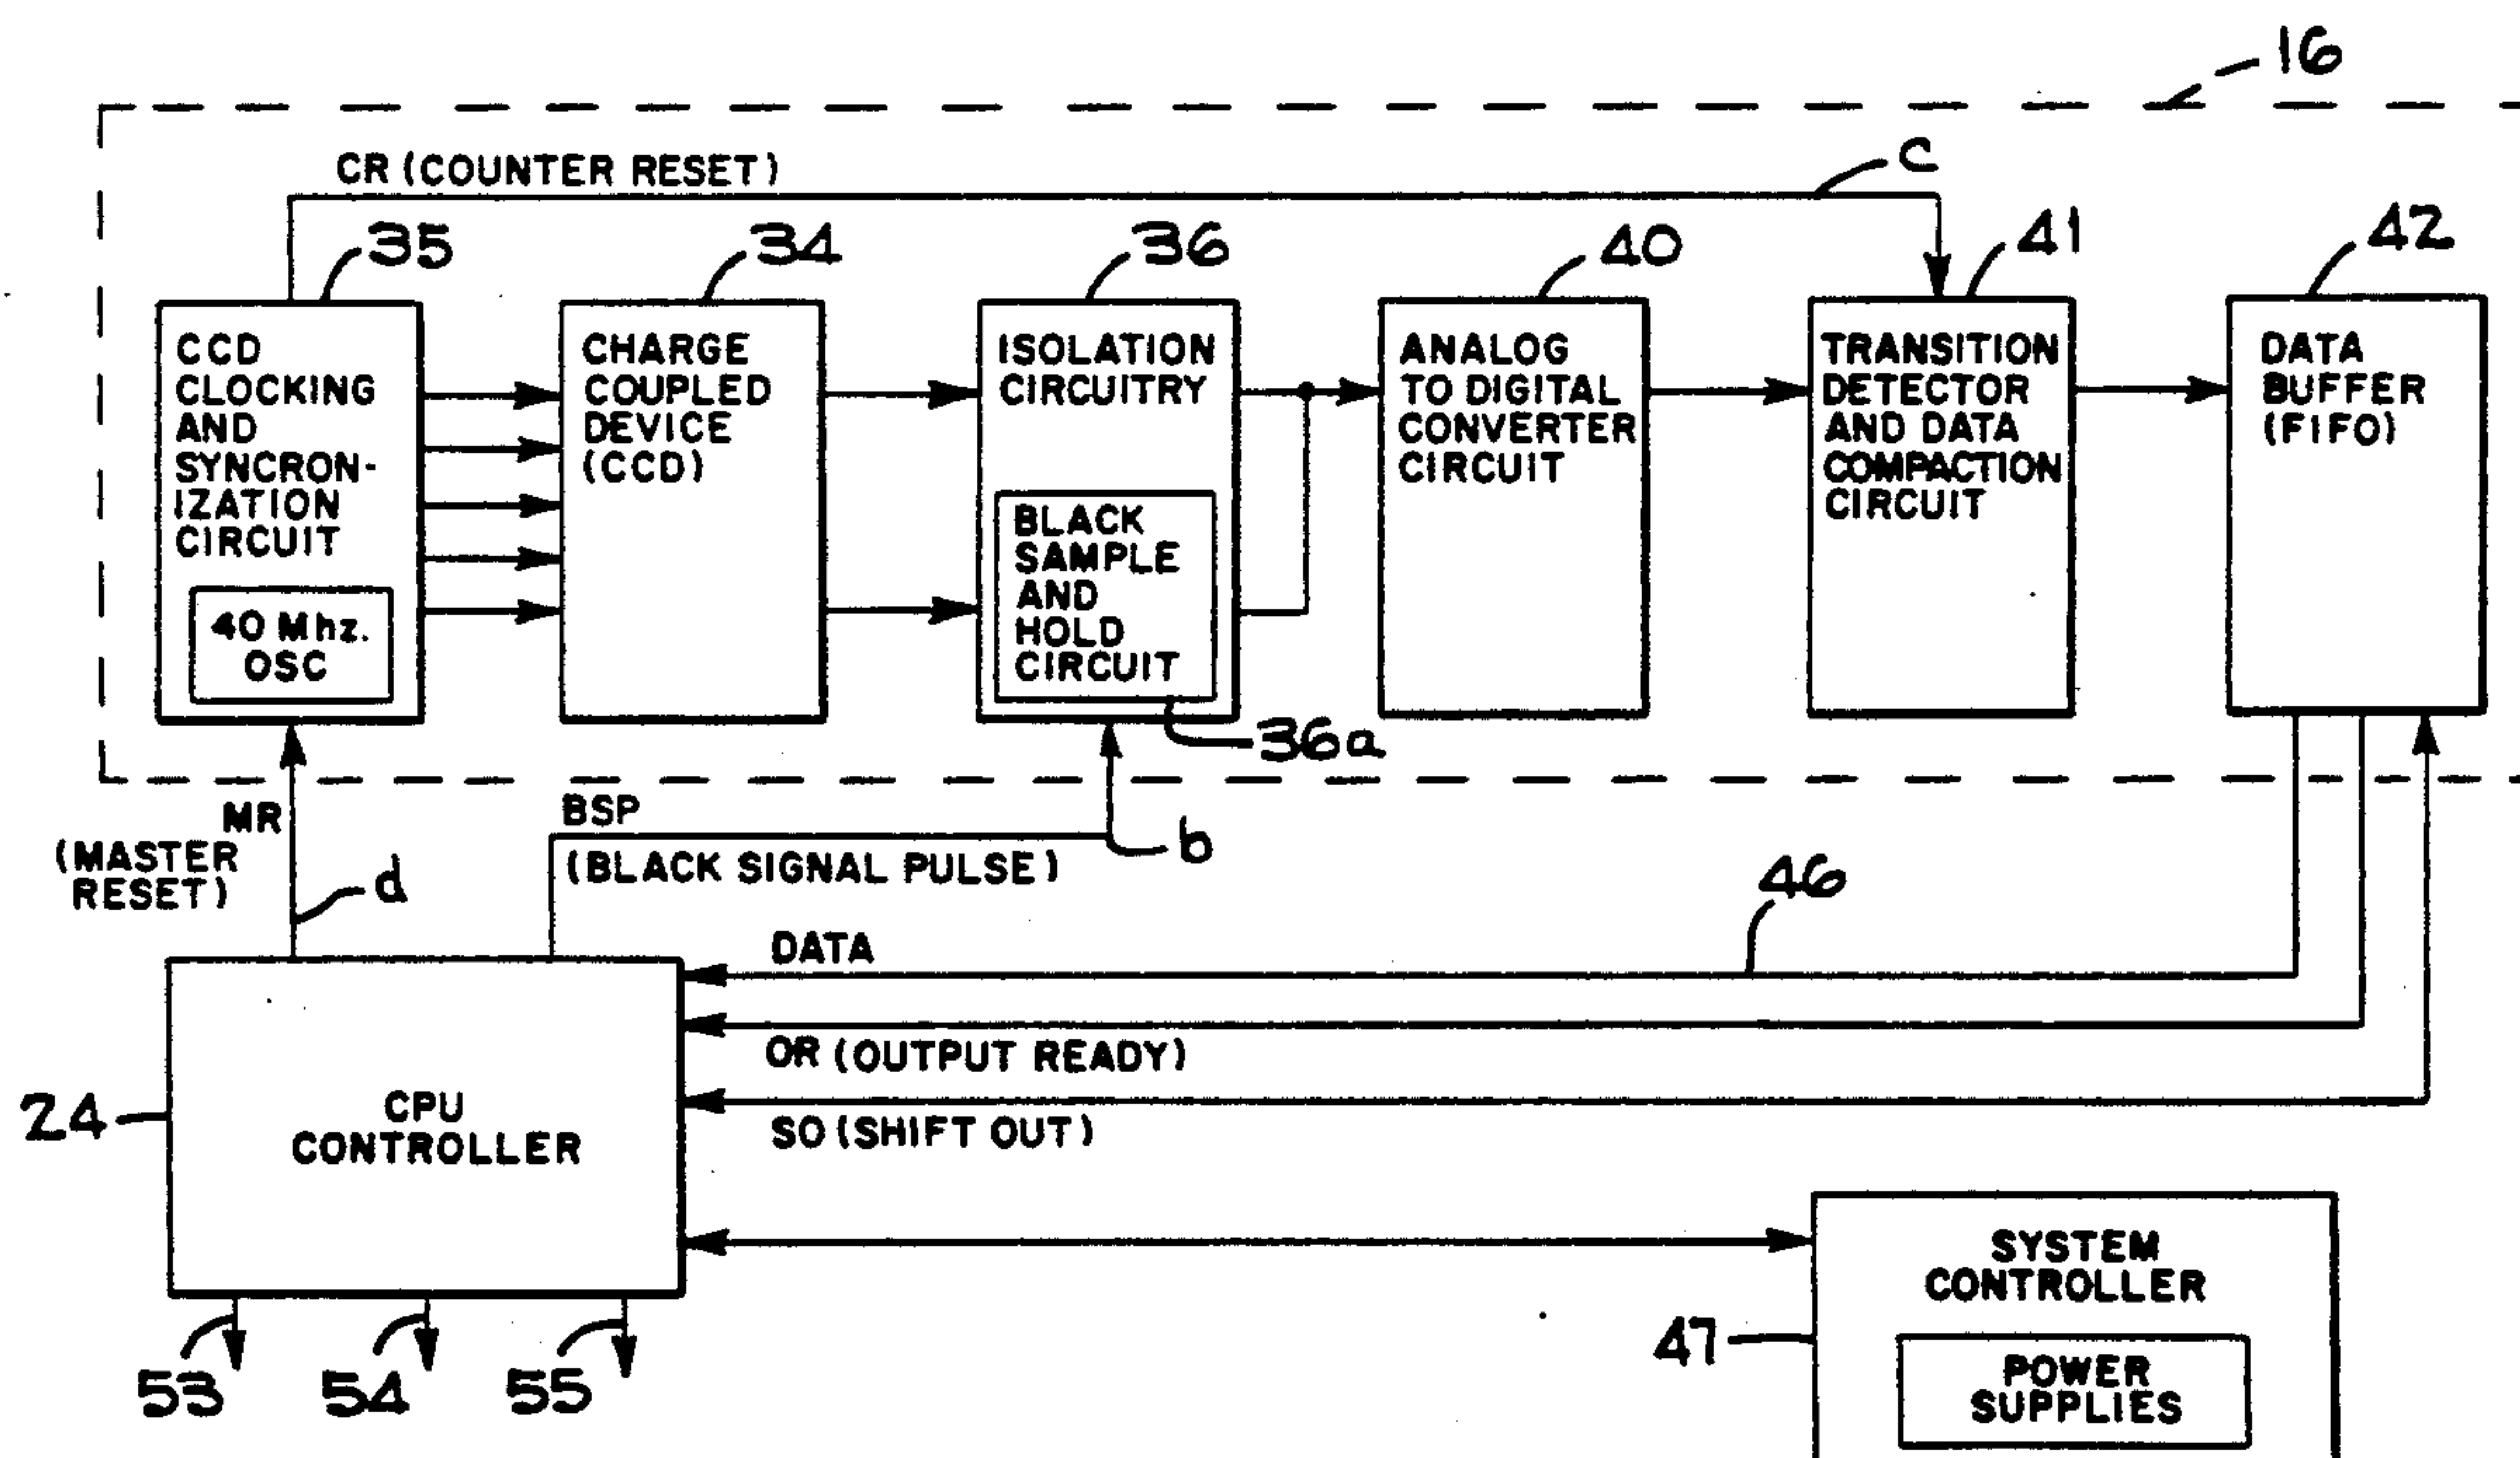 16
CR (COUNTER RESET)
c
35
34
36
40
41
42
CCD
CLOCKING
AND
SYNCRON-
IZATION
CIRCUIT
40 Mhz.
OSC
CHARGE
COUPLED
DEVICE
(CCD)
ISOLATION
CIRCUITRY
BLACK
SAMPLE
AND
HOLD
CIRCUIT
36a
ANALOG
TO DIGITAL
CONVERTER
CIRCUIT
TRANSITION
DETECTOR
AND DATA
COMPACTION
CIRCUIT
DATA
BUFFER
(FIFO)
MR
(MASTER
RESET)
d
BSP
(BLACK SIGNAL PULSE)
b
46
DATA
OR (OUTPUT READY)
SO (SHIFT OUT)
24
CPU
CONTROLLER
53
54
55
47
SYSTEM
CONTROLLER
POWER
SUPPLIES